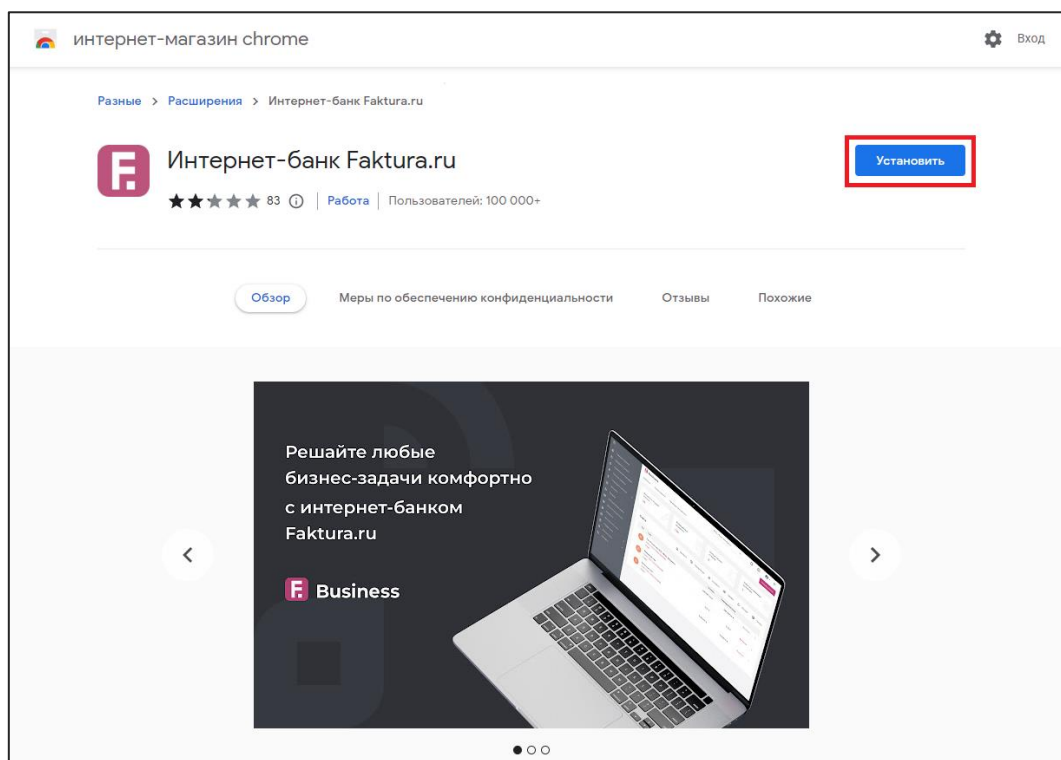 интернет-магазин chrome
Вход
Разные > Расширения > Интернет-банк Faktura.ru
Интернет-банк Faktura.ru
Установить
83 | Работа | Пользователей: 100 000+
Обзор
Меры по обеспечению конфиденциальности
Отзывы
Похожие
Решайте любые
бизнес-задачи комфортно
с интернет-банком
Faktura.ru
F. Business